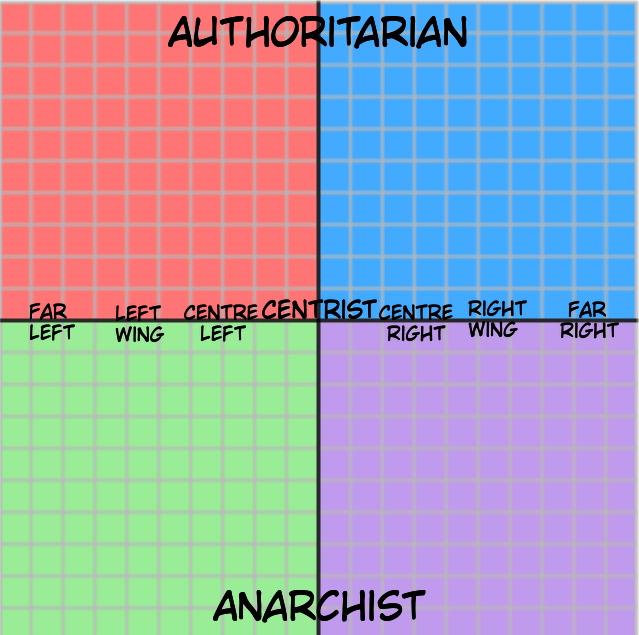 AUTHORITARIAN
FAR
LEFT
LEFT
WING
CENTRE
LEFT
CENTRIST
CENTRE
RIGHT
RIGHT
WING
FAR
RIGHT
ANARCHIST